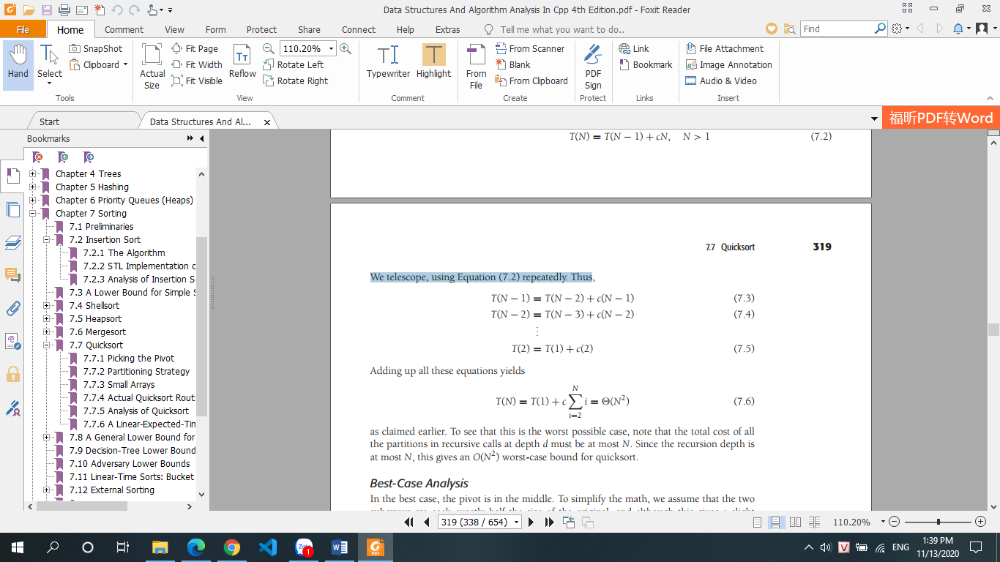 Data Structures And Algorithm Analysis In Cpp 4th Edition.pdf - Foxit Reader
File Home Comment View Form Protect Share Connect Help Extras Tell me what you want to do.. Find
Hand
Select
SnapShot
Clipboard
Tools
Actual Size
Fit Page
Fit Width
Fit Visible
Reflow
110.20%
Rotate Left
Rotate Right
View
Typewriter
Highlight
Comment
From File
From Scanner
Blank
From Clipboard
Create
PDF Sign
Protect
Link
Bookmark
Links
File Attachment
Image Annotation
Audio & Video
Insert
Start
Data Structures And Al...
福昕PDF转Word
Bookmarks
Chapter 4 Trees
Chapter 5 Hashing
Chapter 6 Priority Queues (Heaps)
Chapter 7 Sorting
7.1 Preliminaries
7.2 Insertion Sort
7.2.1 The Algorithm
7.2.2 STL Implementation o
7.2.3 Analysis of Insertion S
7.3 A Lower Bound for Simple S
7.4 Shellsort
7.5 Heapsort
7.6 Mergesort
7.7 Quicksort
7.7.1 Picking the Pivot
7.7.2 Partitioning Strategy
7.7.3 Small Arrays
7.7.4 Actual Quicksort Rout
7.7.5 Analysis of Quicksort
7.7.6 A Linear-Expected-Tim
7.8 A General Lower Bound for
7.9 Decision-Tree Lower Bound
7.10 Adversary Lower Bounds
7.11 Linear-Time Sorts: Bucket
7.12 External Sorting
T(N) = T(N − 1) + cN, N > 1 (7.2)
7.7 Quicksort 319
We telescope, using Equation (7.2) repeatedly. Thus,
T(N − 1) = T(N − 2) + c(N − 1) (7.3)
T(N − 2) = T(N − 3) + c(N − 2) (7.4)
⋮
T(2) = T(1) + c(2) (7.5)
Adding up all these equations yields
T(N) = T(1) + c ∑_{i=2}^{N} i = Θ(N²) (7.6)
as claimed earlier. To see that this is the worst possible case, note that the total cost of all
the partitions in recursive calls at depth d must be at most N. Since the recursion depth is
at most N, this gives an O(N²) worst-case bound for quicksort.
Best-Case Analysis
In the best case, the pivot is in the middle. To simplify the math, we assume that the two
319 (338 / 654)
110.20%
Zalo
1
PDF
V
ENG
1:39 PM
11/13/2020